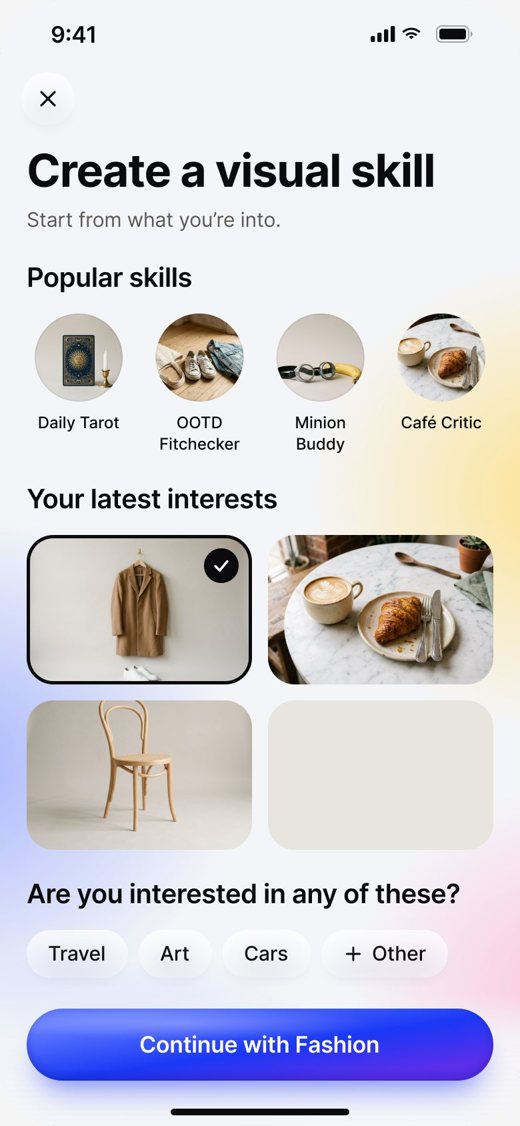 9:41
Create a visual skill
Start from what you’re into.
Popular skills
Daily Tarot
OOTD
Fitchecker
Minion
Buddy
Café Critic
Your latest interests
Are you interested in any of these?
Travel
Art
Cars
+ Other
Continue with Fashion